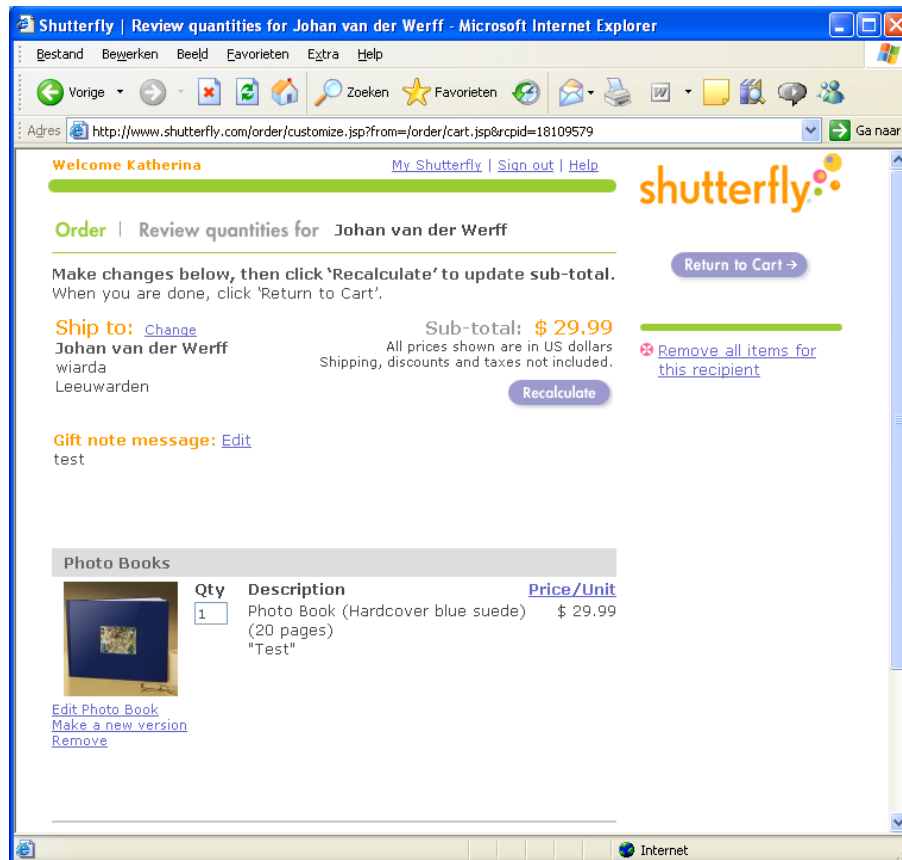 Shutterfly | Review quantities for Johan van der Werff - Microsoft Internet Explorer
Bestand Bewerken Beeld Favorieten Extra Help
Vorige Zoeken Favorieten W
Adres http://www.shutterfly.com/order/customize.jsp?from=/order/cart.jsp&rcpid=18109579 Ga naar
Welcome Katherina My Shutterfly | Sign out | Help
shutterfly
Order | Review quantities for Johan van der Werff
Return to Cart →
Make changes below, then click ‘Recalculate’ to update sub-total.
When you are done, click ‘Return to Cart’.
Ship to: Change Sub-total: $ 29.99
Johan van der Werff All prices shown are in US dollars
wiarda Shipping, discounts and taxes not included.
Leeuwarden
Recalculate
Remove all items for
this recipient
Gift note message: Edit
test
Photo Books
Qty Description Price/Unit
1 Photo Book (Hardcover blue suede) $ 29.99
(20 pages)
"Test"
Edit Photo Book
Make a new version
Remove
Internet